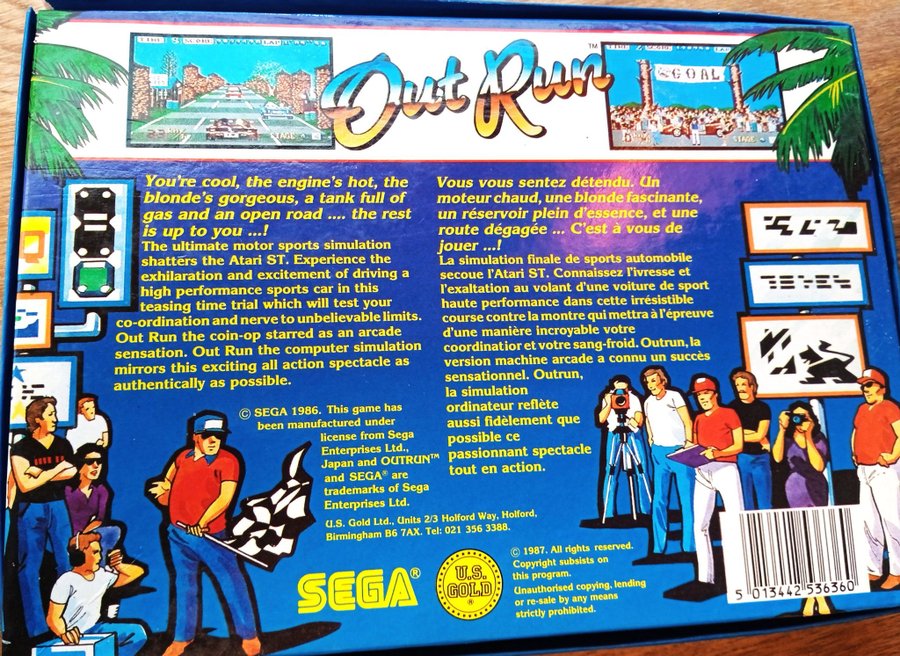 Out Run™
TIME
SCORE
LAP
STAGE
TIME
SCORE
LAP
GOAL
STAGE
You're cool, the engine's hot, the
blonde's gorgeous, a tank full of
gas and an open road .... the rest
is up to you ...!
The ultimate motor sports simulation
shatters the Atari ST. Experience the
exhilaration and excitement of driving a
high performance sports car in this
teasing time trial which will test your
co-ordination and nerve to unbelievable limits.
Out Run the coin-op starred as an arcade
sensation. Out Run the computer simulation
mirrors this exciting all action spectacle as
authentically as possible.
© SEGA 1986. This game has
been manufactured under
license from Sega
Enterprises Ltd.,
Japan and OUTRUN™
and SEGA® are
trademarks of Sega
Enterprises Ltd.
U.S. Gold Ltd., Units 2/3 Holford Way, Holford,
Birmingham B6 7AX. Tel: 021 356 3388.
Vous vous sentez détendu. Un
moteur chaud, une blonde fascinante,
un réservoir plein d'essence, et une
route dégagée ... C'est à vous de
jouer ...!
La simulation finale de sports automobile
secoue l'Atari ST. Connaissez l'ivresse et
l'exaltation au volant d'une voiture de sport
haute performance dans cette irrésistible
course contre la montre qui mettra à l'épreuve
d'une manière incroyable votre
coordinatior et votre sang-froid. Outrun, la
version machine arcade a connu un succès
sensationnel. Outrun,
la simulation
ordinateur reflète
aussi fidèlement que
possible ce
passionnant spectacle
tout en action.
SEGA®
U.S.
GOLD
®
© 1987. All rights reserved.
Copyright subsists on
this program.
Unauthorised copying, lending
or re-sale by any means
strictly prohibited.
5 013442 536360